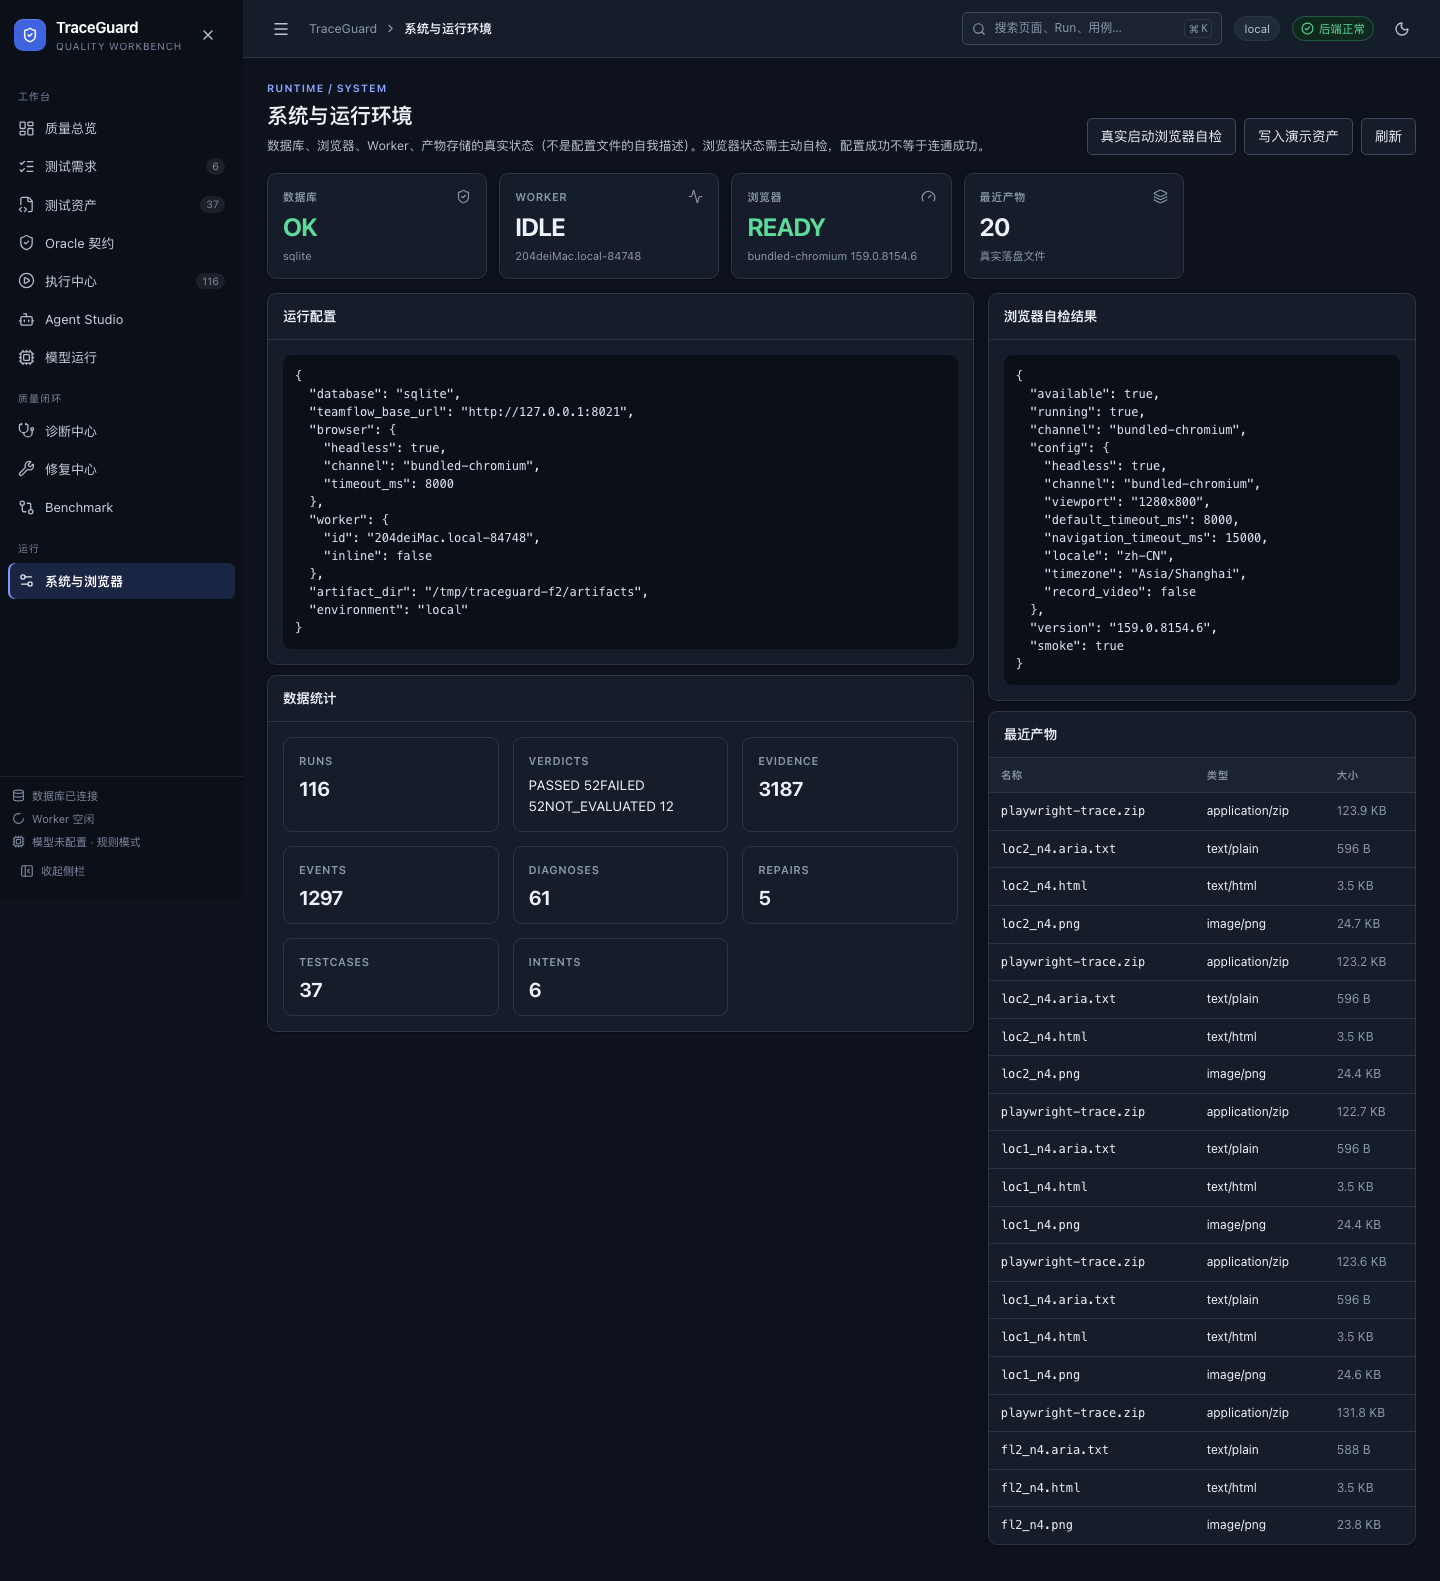 TraceGuard
QUALITY WORKBENCH
工作台
质量总览
测试需求 6
测试资产 37
Oracle 契约
执行中心 116
Agent Studio
模型运行
质量闭环
诊断中心
修复中心
Benchmark
运行
系统与浏览器
数据库已连接
Worker 空闲
模型未配置 · 规则模式
收起侧栏
TraceGuard > 系统与运行环境
搜索页面、Run、用例... ⌘ K
local
后端正常
RUNTIME / SYSTEM
系统与运行环境
数据库、浏览器、Worker、产物存储的真实状态（不是配置文件的自我描述）。浏览器状态需主动自检，配置成功不等于连通成功。
真实启动浏览器自检
写入演示资产
刷新
数据库
OK
sqlite
WORKER
IDLE
204deiMac.local-84748
浏览器
READY
bundled-chromium 159.0.8154.6
最近产物
20
真实落盘文件
运行配置
{
"database": "sqlite",
"teamflow_base_url": "http://127.0.0.1:8021",
"browser": {
"headless": true,
"channel": "bundled-chromium",
"timeout_ms": 8000
},
"worker": {
"id": "204deiMac.local-84748",
"inline": false
},
"artifact_dir": "/tmp/traceguard-f2/artifacts",
"environment": "local"
}
数据统计
RUNS
116
VERDICTS
PASSED 52FAILED
52NOT_EVALUATED 12
EVIDENCE
3187
EVENTS
1297
DIAGNOSES
61
REPAIRS
5
TESTCASES
37
INTENTS
6
浏览器自检结果
{
"available": true,
"running": true,
"channel": "bundled-chromium",
"config": {
"headless": true,
"channel": "bundled-chromium",
"viewport": "1280x800",
"default_timeout_ms": 8000,
"navigation_timeout_ms": 15000,
"locale": "zh-CN",
"timezone": "Asia/Shanghai",
"record_video": false
},
"version": "159.0.8154.6",
"smoke": true
}
最近产物
名称 类型 大小
playwright-trace.zip application/zip 123.9 KB
loc2_n4.aria.txt text/plain 596 B
loc2_n4.html text/html 3.5 KB
loc2_n4.png image/png 24.7 KB
playwright-trace.zip application/zip 123.2 KB
loc2_n4.aria.txt text/plain 596 B
loc2_n4.html text/html 3.5 KB
loc2_n4.png image/png 24.4 KB
playwright-trace.zip application/zip 122.7 KB
loc1_n4.aria.txt text/plain 596 B
loc1_n4.html text/html 3.5 KB
loc1_n4.png image/png 24.4 KB
playwright-trace.zip application/zip 123.6 KB
loc1_n4.aria.txt text/plain 596 B
loc1_n4.html text/html 3.5 KB
loc1_n4.png image/png 24.6 KB
playwright-trace.zip application/zip 131.8 KB
fl2_n4.aria.txt text/plain 588 B
fl2_n4.html text/html 3.5 KB
fl2_n4.png image/png 23.8 KB